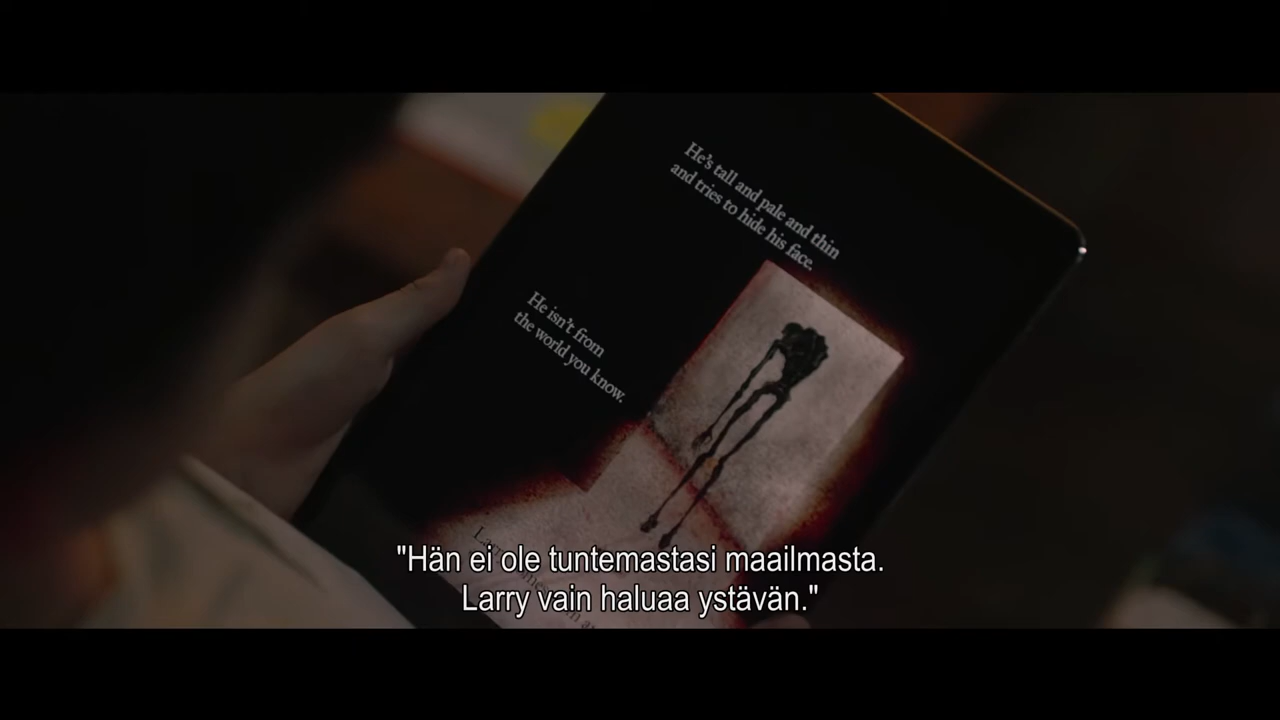 He's tall and pale and thin
and tries to hide his face.
He isn't from
the world you know.
"Hän ei ole tuntemastasi maailmasta.
Larry vain haluaa ystävän."